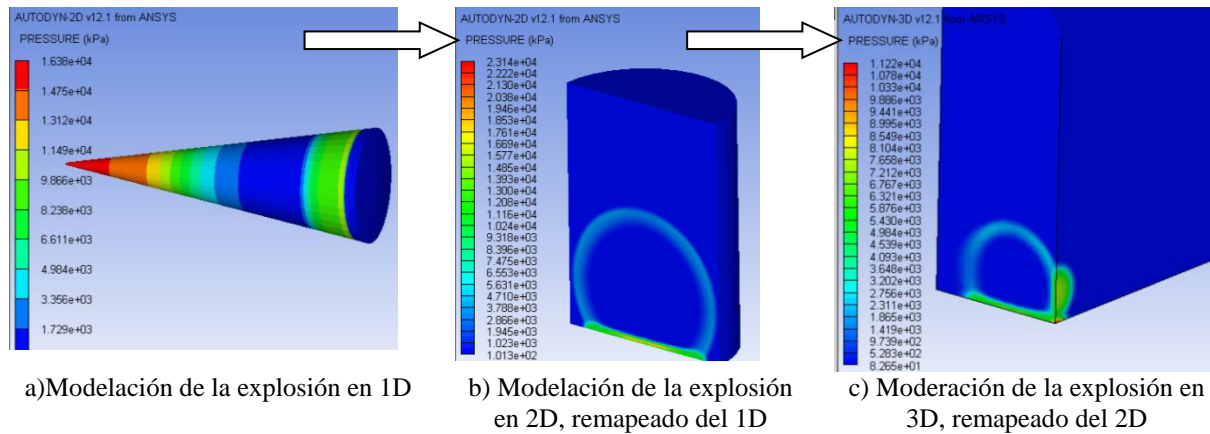 AUTODYN-2D v12.1 from ANSYS
PRESSURE (kPa)
1.638e+04
1.475e+04
1.312e+04
1.149e+04
9.866e+03
8.238e+03
6.611e+03
4.984e+03
3.356e+03
1.729e+03
AUTODYN-2D v12.1 from ANSYS
PRESSURE (kPa)
2.314e+04
2.222e+04
2.130e+04
2.038e+04
1.946e+04
1.853e+04
1.761e+04
1.669e+04
1.577e+04
1.485e+04
1.393e+04
1.300e+04
1.208e+04
1.116e+04
1.024e+04
9.318e+03
8.396e+03
7.475e+03
6.553e+03
5.631e+03
4.710e+03
3.788e+03
2.866e+03
1.945e+03
1.023e+03
1.013e+02
AUTODYN-3D v12.1 from ANSYS
PRESSURE (kPa)
1.122e+04
1.078e+04
1.033e+04
9.886e+03
9.441e+03
8.995e+03
8.549e+03
8.104e+03
7.658e+03
7.212e+03
6.767e+03
6.321e+03
5.876e+03
5.430e+03
4.984e+03
4.539e+03
4.093e+03
3.648e+03
3.202e+03
2.756e+03
2.311e+03
1.865e+03
1.419e+03
9.739e+02
5.283e+02
8.265e+01
a)Modelación de la explosión en 1D
b) Modelación de la explosión
en 2D, remapeado del 1D
c) Moderación de la explosión en
3D, remapeado del 2D